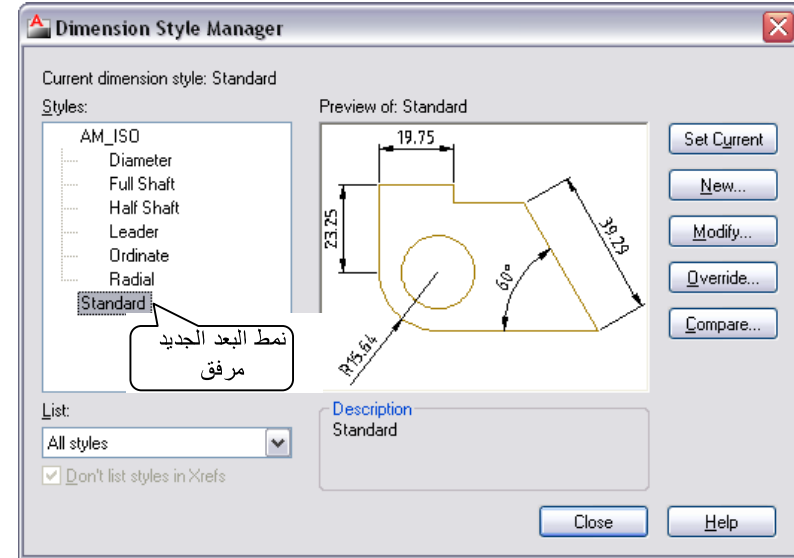 Dimension Style Manager
Current dimension style: Standard
Styles:
Preview of: Standard
AM_ISO
Diameter
Full Shaft
Half Shaft
Leader
Ordinate
Radial
Standard
نمط البعد الجديد
مرفق
19.75
23.25
39.29
60°
R15.64
Set Current
New...
Modify...
Override...
Compare...
List:
All styles
Don't list styles in Xrefs
Description
Standard
Close
Help